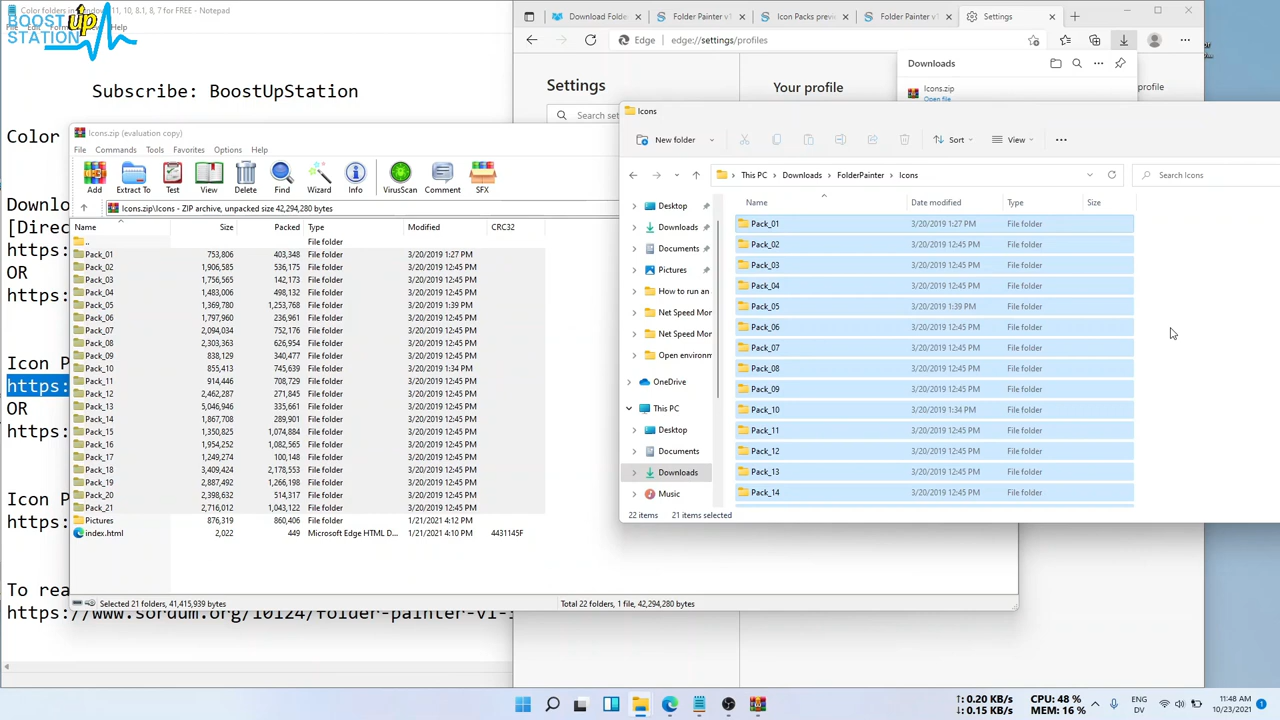 Color folders in Windows 11, 10, 8.1, 8, 7 for FREE - Notepad
BOOST up
STATION
Subscribe: BoostUpStation
Color
Downlo
[Direc
https:
OR
https:
Icon P
https:
OR
https:
Icon P
https:
To rea
https://www.sordum.org/10124/folder-painter-v1-
Icons.zip (evaluation copy)
File Commands Tools Favorites Options Help
Add Extract To Test View Delete Find Wizard Info VirusScan Comment SFX
Icons.zip\Icons - ZIP archive, unpacked size 42,294,280 bytes
Name Size Packed Type Modified CRC32
.. File folder
Pack_01 753,806 403,348 File folder 3/20/2019 1:27 PM
Pack_02 1,906,585 536,175 File folder 3/20/2019 12:45 PM
Pack_03 1,756,565 142,173 File folder 3/20/2019 12:45 PM
Pack_04 1,483,006 498,132 File folder 3/20/2019 12:45 PM
Pack_05 1,369,780 1,253,768 File folder 3/20/2019 1:39 PM
Pack_06 1,797,960 236,961 File folder 3/20/2019 12:45 PM
Pack_07 2,094,034 752,176 File folder 3/20/2019 12:45 PM
Pack_08 2,303,363 626,954 File folder 3/20/2019 12:45 PM
Pack_09 838,129 340,477 File folder 3/20/2019 12:45 PM
Pack_10 855,413 745,639 File folder 3/20/2019 1:34 PM
Pack_11 914,446 708,729 File folder 3/20/2019 12:45 PM
Pack_12 2,462,287 271,845 File folder 3/20/2019 12:45 PM
Pack_13 5,046,946 335,661 File folder 3/20/2019 12:45 PM
Pack_14 1,867,708 289,901 File folder 3/20/2019 12:45 PM
Pack_15 1,350,825 1,074,884 File folder 3/20/2019 12:45 PM
Pack_16 1,954,252 1,082,565 File folder 3/20/2019 12:45 PM
Pack_17 1,249,274 100,148 File folder 3/20/2019 12:45 PM
Pack_18 3,409,424 2,178,553 File folder 3/20/2019 12:45 PM
Pack_19 2,887,492 1,266,198 File folder 3/20/2019 12:45 PM
Pack_20 2,398,632 514,317 File folder 3/20/2019 12:45 PM
Pack_21 2,716,012 1,043,122 File folder 3/20/2019 12:45 PM
Pictures 876,319 860,406 File folder 1/21/2021 4:12 PM
index.html 2,022 449 Microsoft Edge HTML D... 1/21/2021 4:10 PM 4431145F
Selected 21 folders, 41,415,939 bytes
Total 22 folders, 1 file, 42,294,280 bytes
Download Folde
Folder Painter v
Icon Packs previ
Folder Painter v
Settings
Edge edge://settings/profiles
Settings
Search set
Your profile
profile
Downloads
Icons.zip
Open file
Icons
New folder Sort View
This PC Downloads FolderPainter Icons
Search Icons
Desktop
Downloads
Documents
Pictures
How to run an
Net Speed Mon
Net Speed Mon
Open environm
OneDrive
This PC
Desktop
Documents
Downloads
Music
Name Date modified Type Size
Pack_01 3/20/2019 1:27 PM File folder
Pack_02 3/20/2019 12:45 PM File folder
Pack_03 3/20/2019 12:45 PM File folder
Pack_04 3/20/2019 12:45 PM File folder
Pack_05 3/20/2019 1:39 PM File folder
Pack_06 3/20/2019 12:45 PM File folder
Pack_07 3/20/2019 12:45 PM File folder
Pack_08 3/20/2019 12:45 PM File folder
Pack_09 3/20/2019 12:45 PM File folder
Pack_10 3/20/2019 1:34 PM File folder
Pack_11 3/20/2019 12:45 PM File folder
Pack_12 3/20/2019 12:45 PM File folder
Pack_13 3/20/2019 12:45 PM File folder
Pack_14 3/20/2019 12:45 PM File folder
22 items 21 items selected
↑: 0.20 KB/s
↓: 0.15 KB/s
CPU: 48 %
MEM: 16 %
ENG
DV
11:48 AM
10/23/2021
1